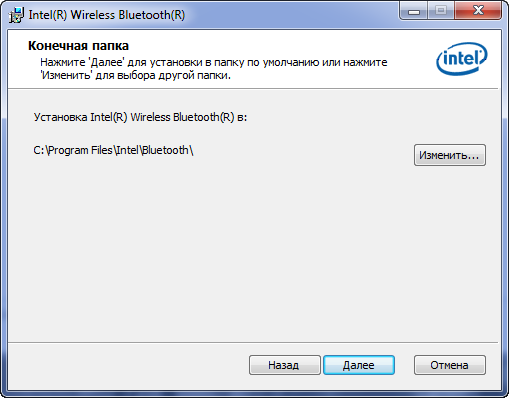 Intel(R) Wireless Bluetooth(R)
Конечная папка
Нажмите 'Далее' для установки в папку по умолчанию или нажмите
'Изменить' для выбора другой папки.
intel
Установка Intel(R) Wireless Bluetooth(R) в:
C:\Program Files\Intel\Bluetooth\
Изменить...
Назад
Далее
Отмена